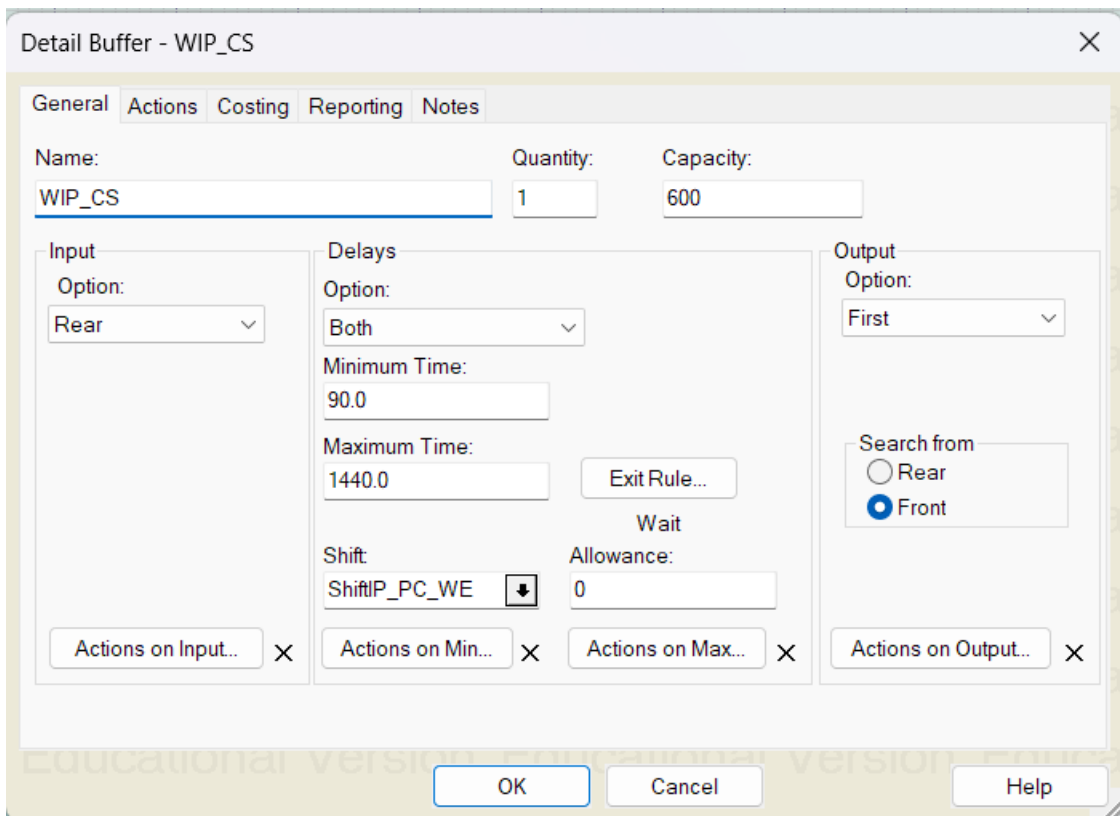 Detail Buffer - WIP_CS
General Actions Costing Reporting Notes
Name: Quantity: Capacity:
WIP_CS 1 600
Input Delays Output
Option: Option: Option:
Rear Both First
Minimum Time:
90.0
Maximum Time: Search from
1440.0 Exit Rule... Rear
Wait Front
Shift: Allowance:
ShiftIP_PC_WE 0
Actions on Input... Actions on Min... Actions on Max... Actions on Output...
Educational Version Educational Version Educa
OK Cancel Help